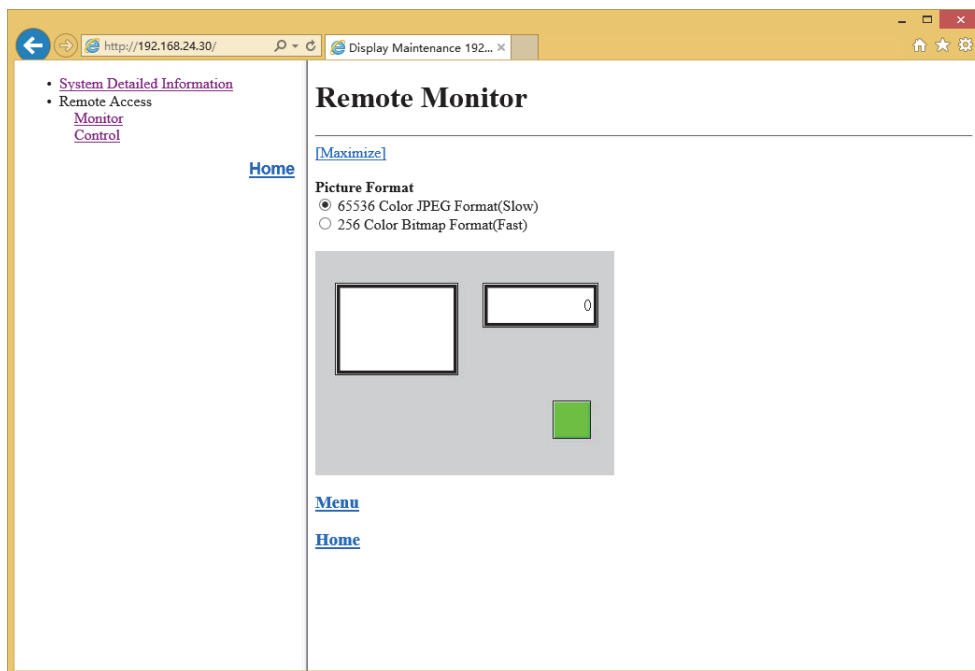 http://192.168.24.30/
Display Maintenance 192...
System Detailed Information
Remote Access
Monitor
Control
Home
Remote Monitor
[Maximize]
Picture Format
65536 Color JPEG Format(Slow)
256 Color Bitmap Format(Fast)
0
Menu
Home